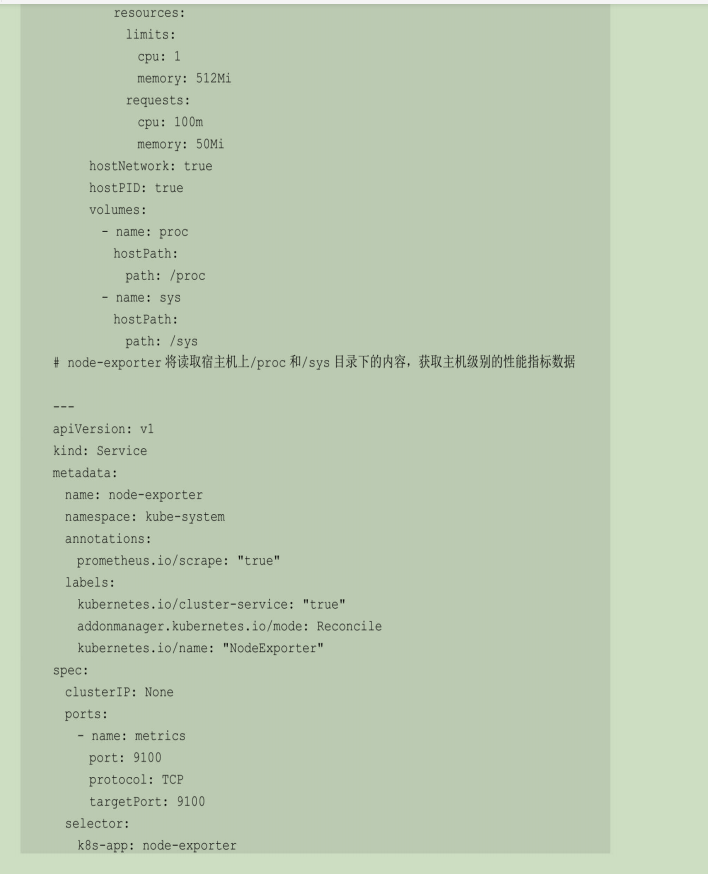 resources:
limits:
cpu: 1
memory: 512Mi
requests:
cpu: 100m
memory: 50Mi
hostNetwork: true
hostPID: true
volumes:
- name: proc
hostPath:
path: /proc
- name: sys
hostPath:
path: /sys
# node-exporter 将读取宿主机上/proc 和/sys 目录下的内容，获取主机级别的性能指标数据
---
apiVersion: v1
kind: Service
metadata:
name: node-exporter
namespace: kube-system
annotations:
prometheus.io/scrape: "true"
labels:
kubernetes.io/cluster-service: "true"
addonmanager.kubernetes.io/mode: Reconcile
kubernetes.io/name: "NodeExporter"
spec:
clusterIP: None
ports:
- name: metrics
port: 9100
protocol: TCP
targetPort: 9100
selector:
k8s-app: node-exporter